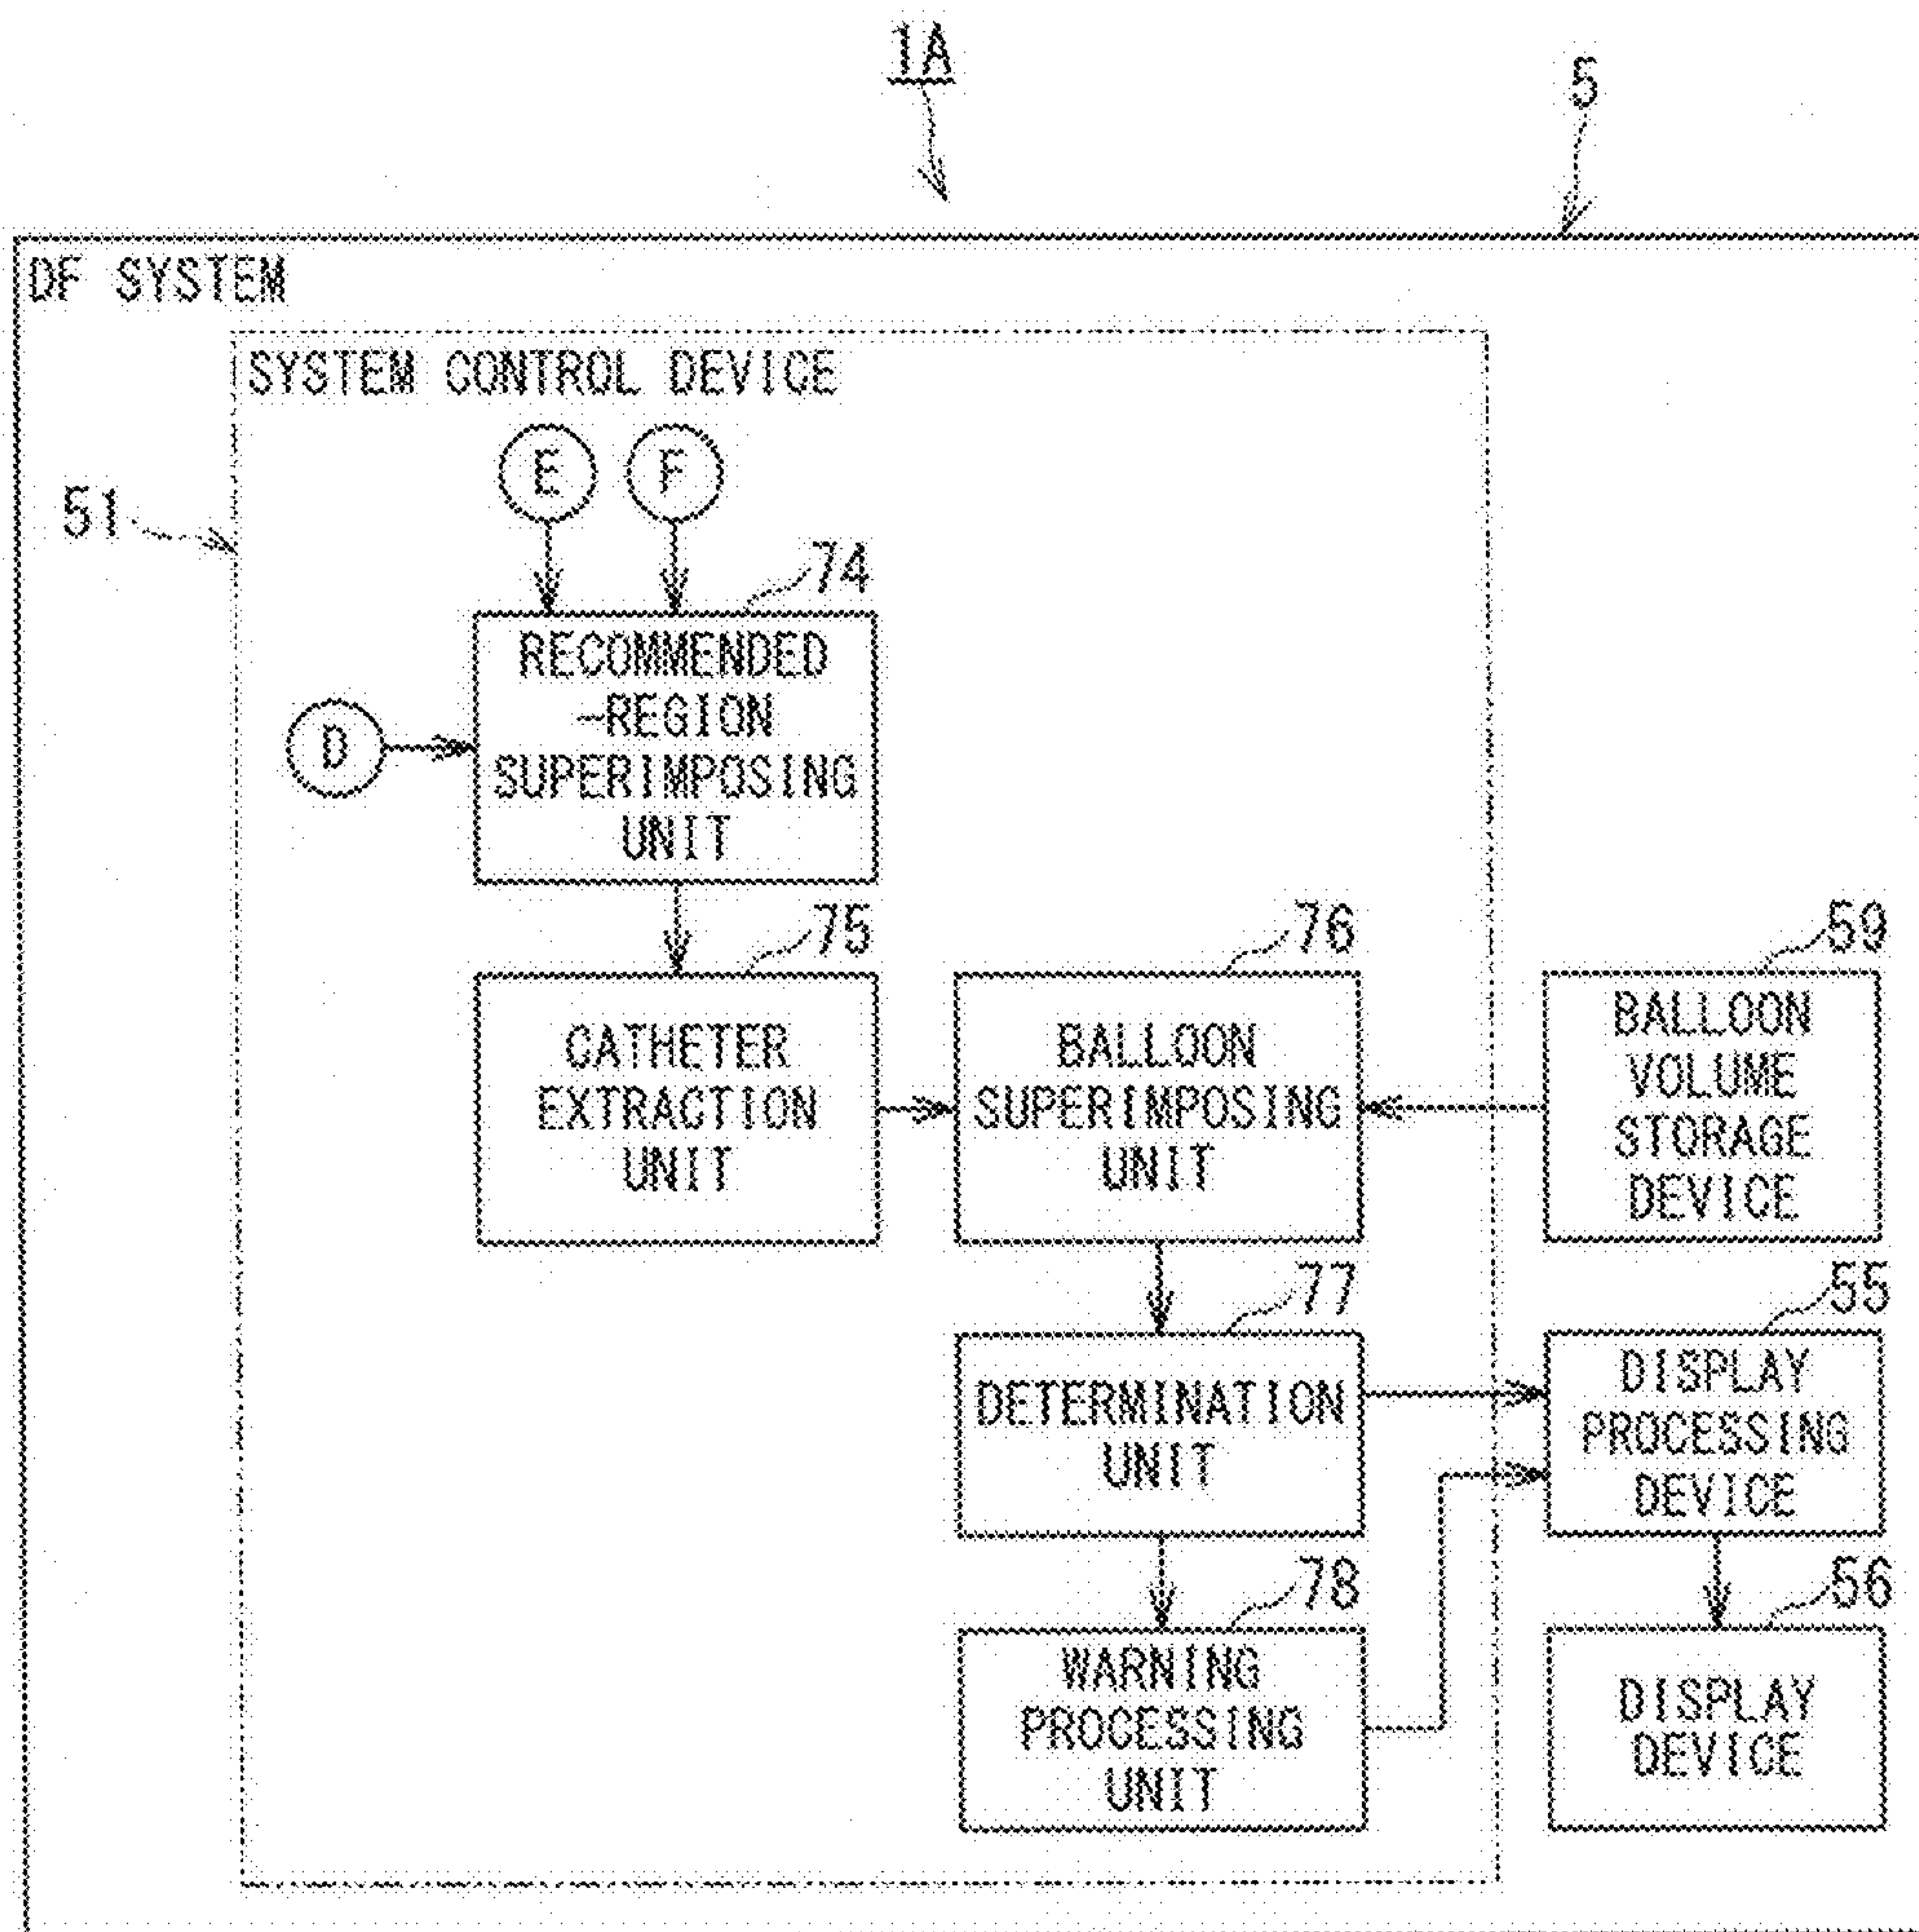 1A
5
DF SYSTEM
SYSTEM CONTROL DEVICE
E
F
51
74
RECOMMENDED
-REGION
SUPERIMPOSING
UNIT
D
75
CATHETER
EXTRACTION
UNIT
76
BALLOON
SUPERIMPOSING
UNIT
59
BALLOON
VOLUME
STORAGE
DEVICE
77
DETERMINATION
UNIT
55
DISPLAY
PROCESSING
DEVICE
78
WARNING
PROCESSING
UNIT
56
DISPLAY
DEVICE